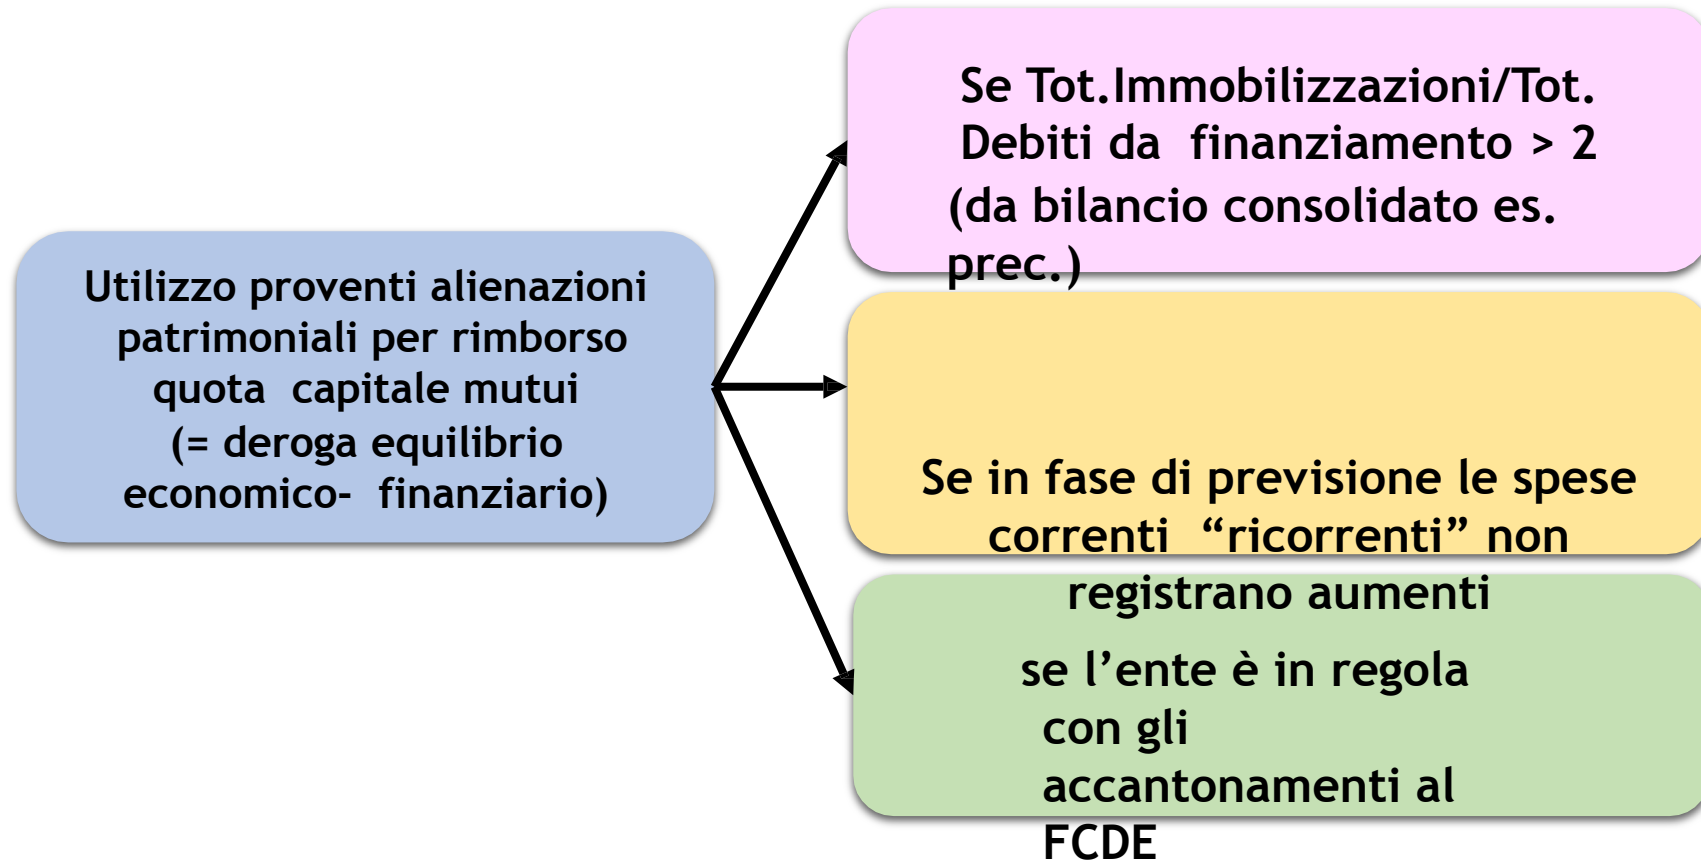 Utilizzo proventi alienazioni
patrimoniali per rimborso
quota capitale mutui
(= deroga equilibrio
economico- finanziario)
Se Tot.Immobilizzazioni/Tot.
Debiti da finanziamento > 2
(da bilancio consolidato es.
prec.)
Se in fase di previsione le spese
correnti “ricorrenti” non
registrano aumenti
se l’ente è in regola
con gli
accantonamenti al
FCDE